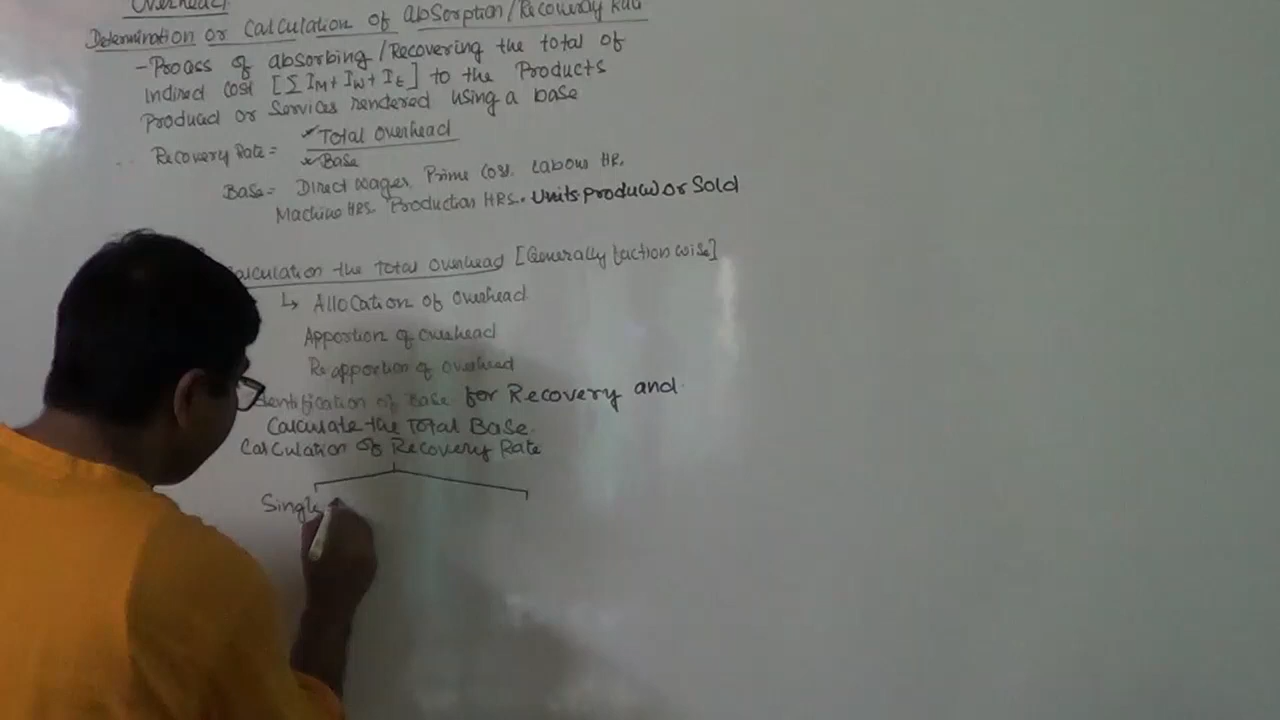 Overhead
Determination or Calculation of absorption/Recovery Rate
- Process of absorbing/Recovering the total of
Indirect cost [Σ IM + IW + IE] to the Products
Produced or Services rendered using a base
Recovery Rate = Total overhead
Base
Base = Direct wages, Prime cost. Labour HR.
Machine HRS. Production HRS. Units produced or Sold
Calculation the Total Overhead [Generally faction wise]
↳ Allocation of overhead
Apportion of overhead
Re apportion of overhead
Identification of Base for Recovery and
Calculate the Total Base.
Calculation of Recovery Rate
Single